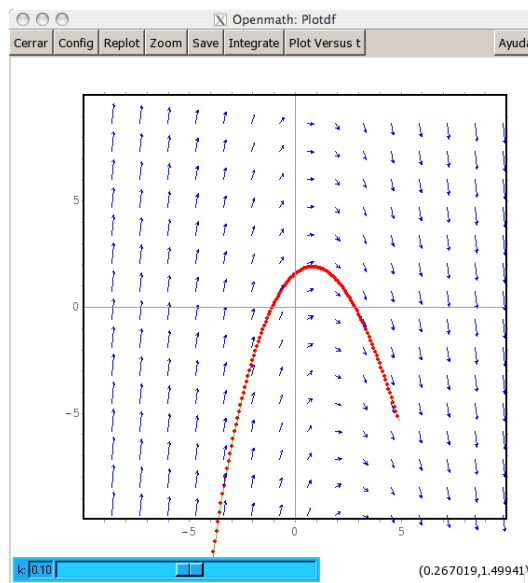 Openmath: Plotdf
Cerrar Config Replot Zoom Save Integrate Plot Versus t Ayuda
5
0
−5
−5 0 5
k: 0.10
(0.267019,1.49941)